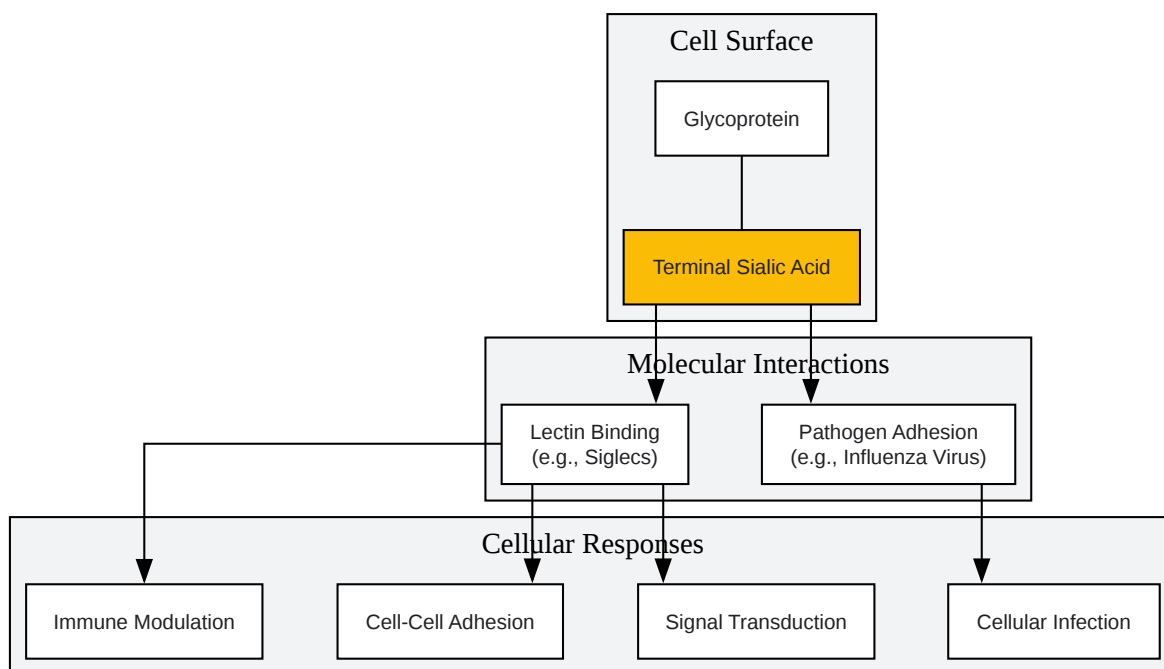 Cell Surface
Glycoprotein
Terminal Sialic Acid
Molecular Interactions
Lectin Binding
(e.g., Siglecs)
Pathogen Adhesion
(e.g., Influenza Virus)
Cellular Responses
Immune Modulation
Cell-Cell Adhesion
Signal Transduction
Cellular Infection